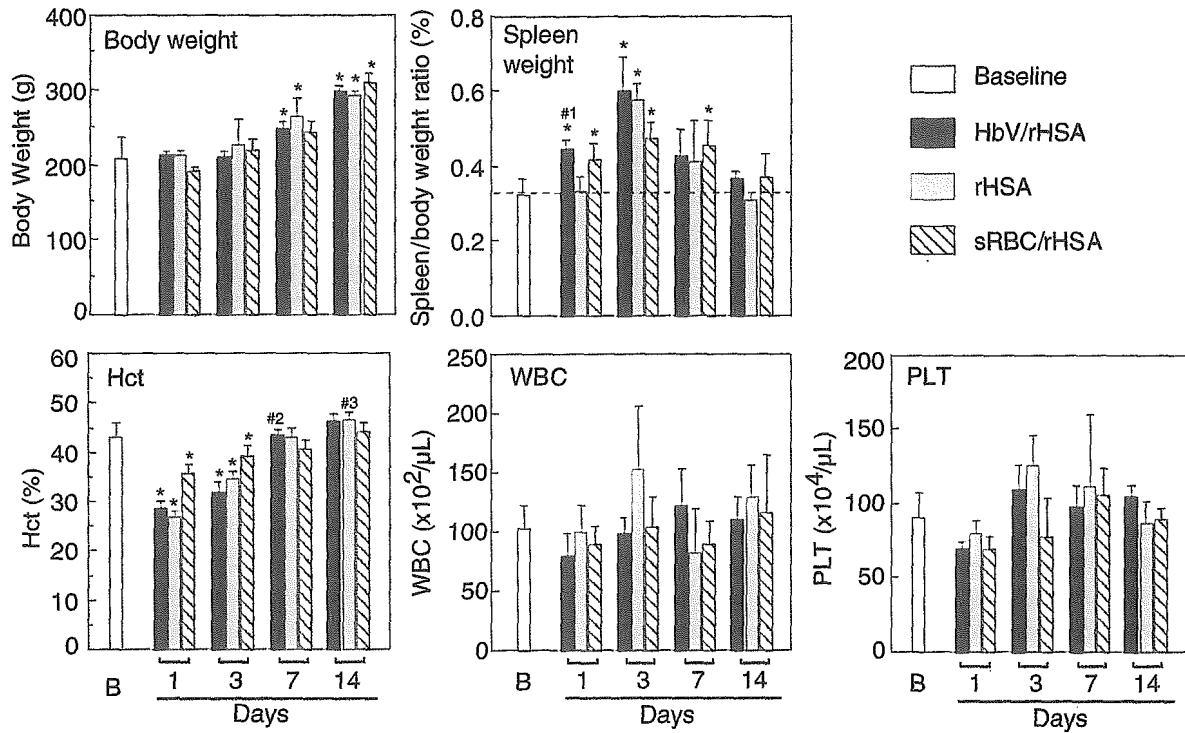 Body weight
Body Weight (g)
400
300
200
100
0
* * * * *
Spleen
weight
Spleen/body weight ratio (%)
0.8
0.6
0.4
0.2
0.0
#1
* * * * * *
Baseline
HbV/rHSA
rHSA
sRBC/rHSA
Hct
Hct (%)
60
50
40
30
20
10
0
* * * * * *
#2
#3
B 1 3 7 14
Days
WBC
WBC (x10²/µL)
250
200
150
100
50
0
B 1 3 7 14
Days
PLT
PLT (x10⁴/µL)
200
150
100
50
0
B 1 3 7 14
Days